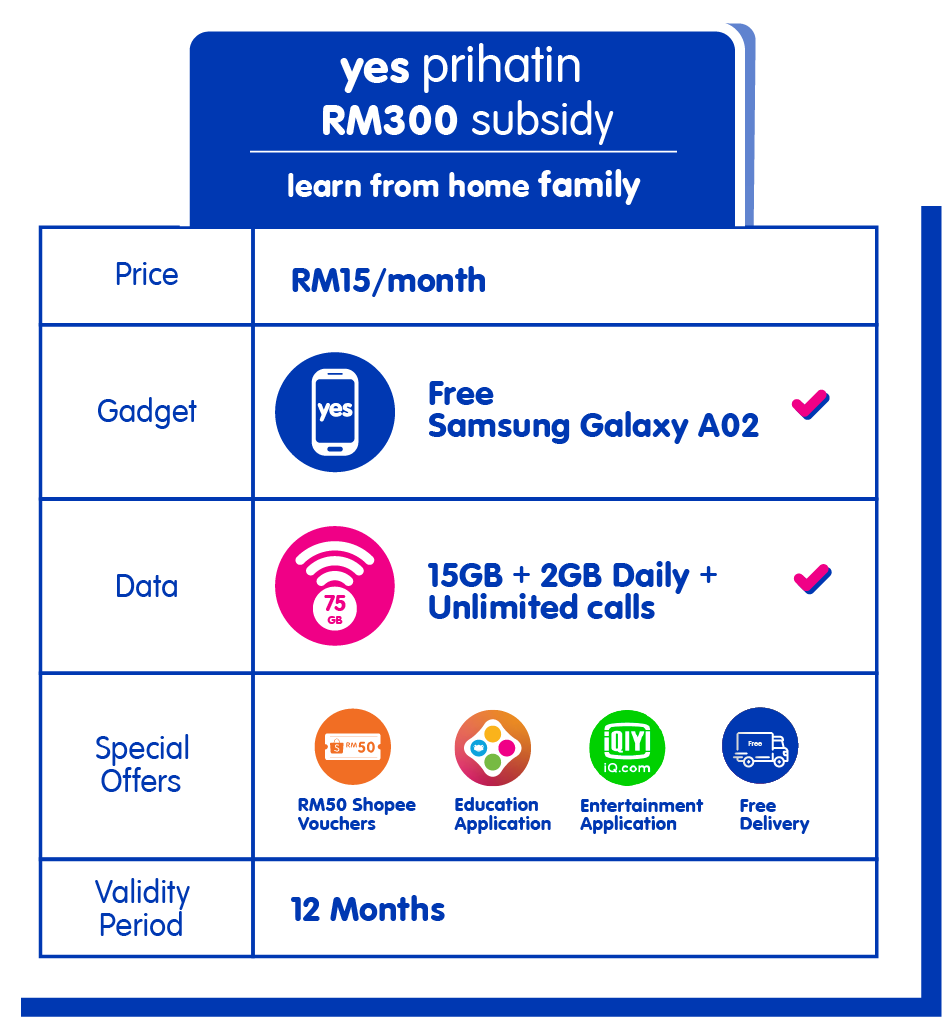 yes prihatin
RM300 subsidy
learn from home family
Price
RM15/month
Gadget
yes
Free
Samsung Galaxy A02
Data
75
GB
15GB + 2GB Daily +
Unlimited calls
Special
Offers
S RM50
iQIYI
iQ.com
Free
RM50 Shopee
Vouchers
Education
Application
Entertainment
Application
Free
Delivery
Validity
Period
12 Months